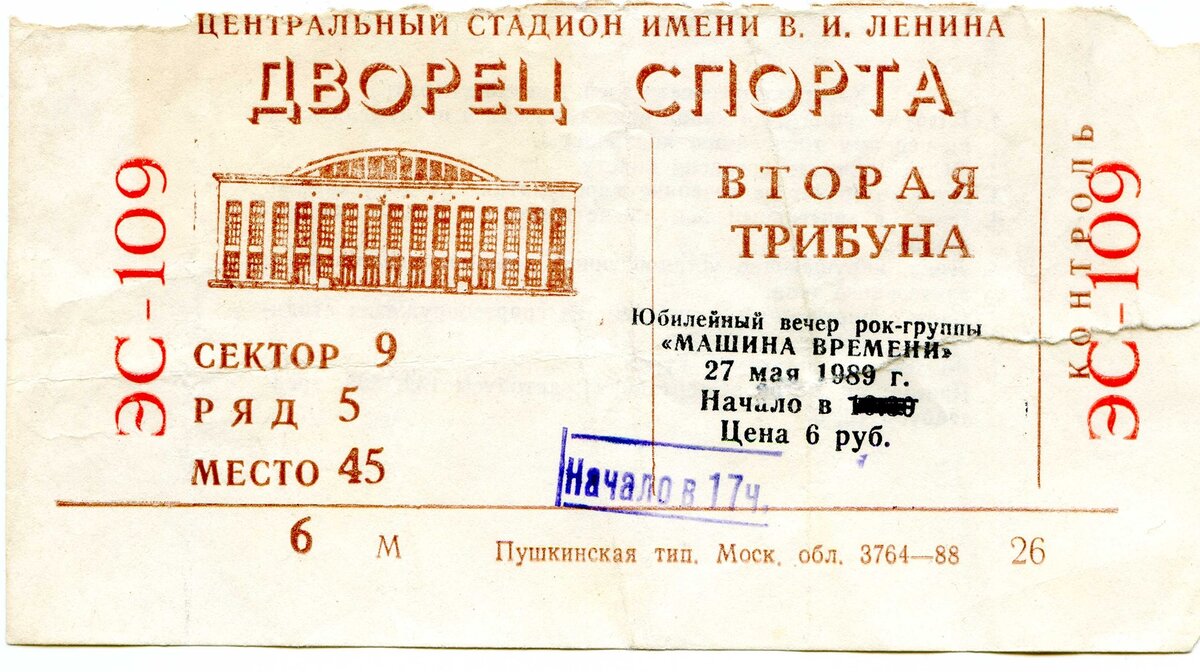 ЦЕНТРАЛЬНЫЙ СТАДИОН ИМЕНИ В. И. ЛЕНИНА
ДВОРЕЦ СПОРТА
ЭС-109
ВТОРАЯ
ТРИБУНА
СЕКТОР 9
РЯД 5
МЕСТО 45
Юбилейный вечер рок-группы
«МАШИНА ВРЕМЕНИ»
27 мая 1989 г.
Начало в
Цена 6 руб.
Начало в 17ч.
КОНТРОЛЬ
ЭС-109
6 М Пушкинская тип. Моск. обл. 3764—88 26